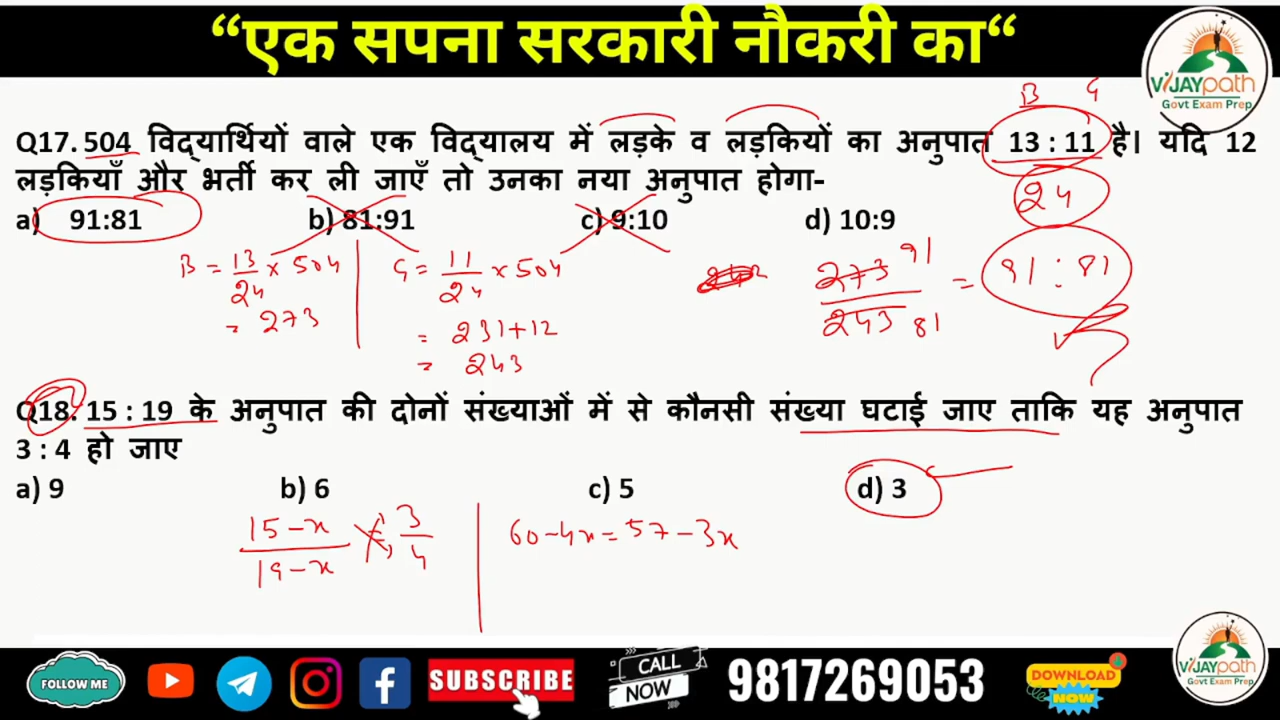 “एक सपना सरकारी नौकरी का“
VIJAYpath
Govt Exam Prep
B G
Q17. 504 विद्यार्थियों वाले एक विद्यालय में लड़के व लड़कियों का अनुपात 13 : 11 है। यदि 12
लड़कियाँ और भर्ती कर ली जाएँ तो उनका नया अनुपात होगा-
24
a) 91:81 b) 81:91 c) 9:10 d) 10:9
B = 13/24 × 504 G = 11/24 × 504
= 273 = 231+12
= 243
273 91
243 81
= 91 : 81
Q18. 15 : 19 के अनुपात की दोनों संख्याओं में से कौनसी संख्या घटाई जाए ताकि यह अनुपात
3 : 4 हो जाए
a) 9 b) 6 c) 5 d) 3
15-x/19-x = 3/4 60-4x = 57-3x
FOLLOW ME
SUBSCRIBE
CALL
NOW
9817269053
DOWNLOAD
NOW
VIJAYpath
Govt Exam Prep